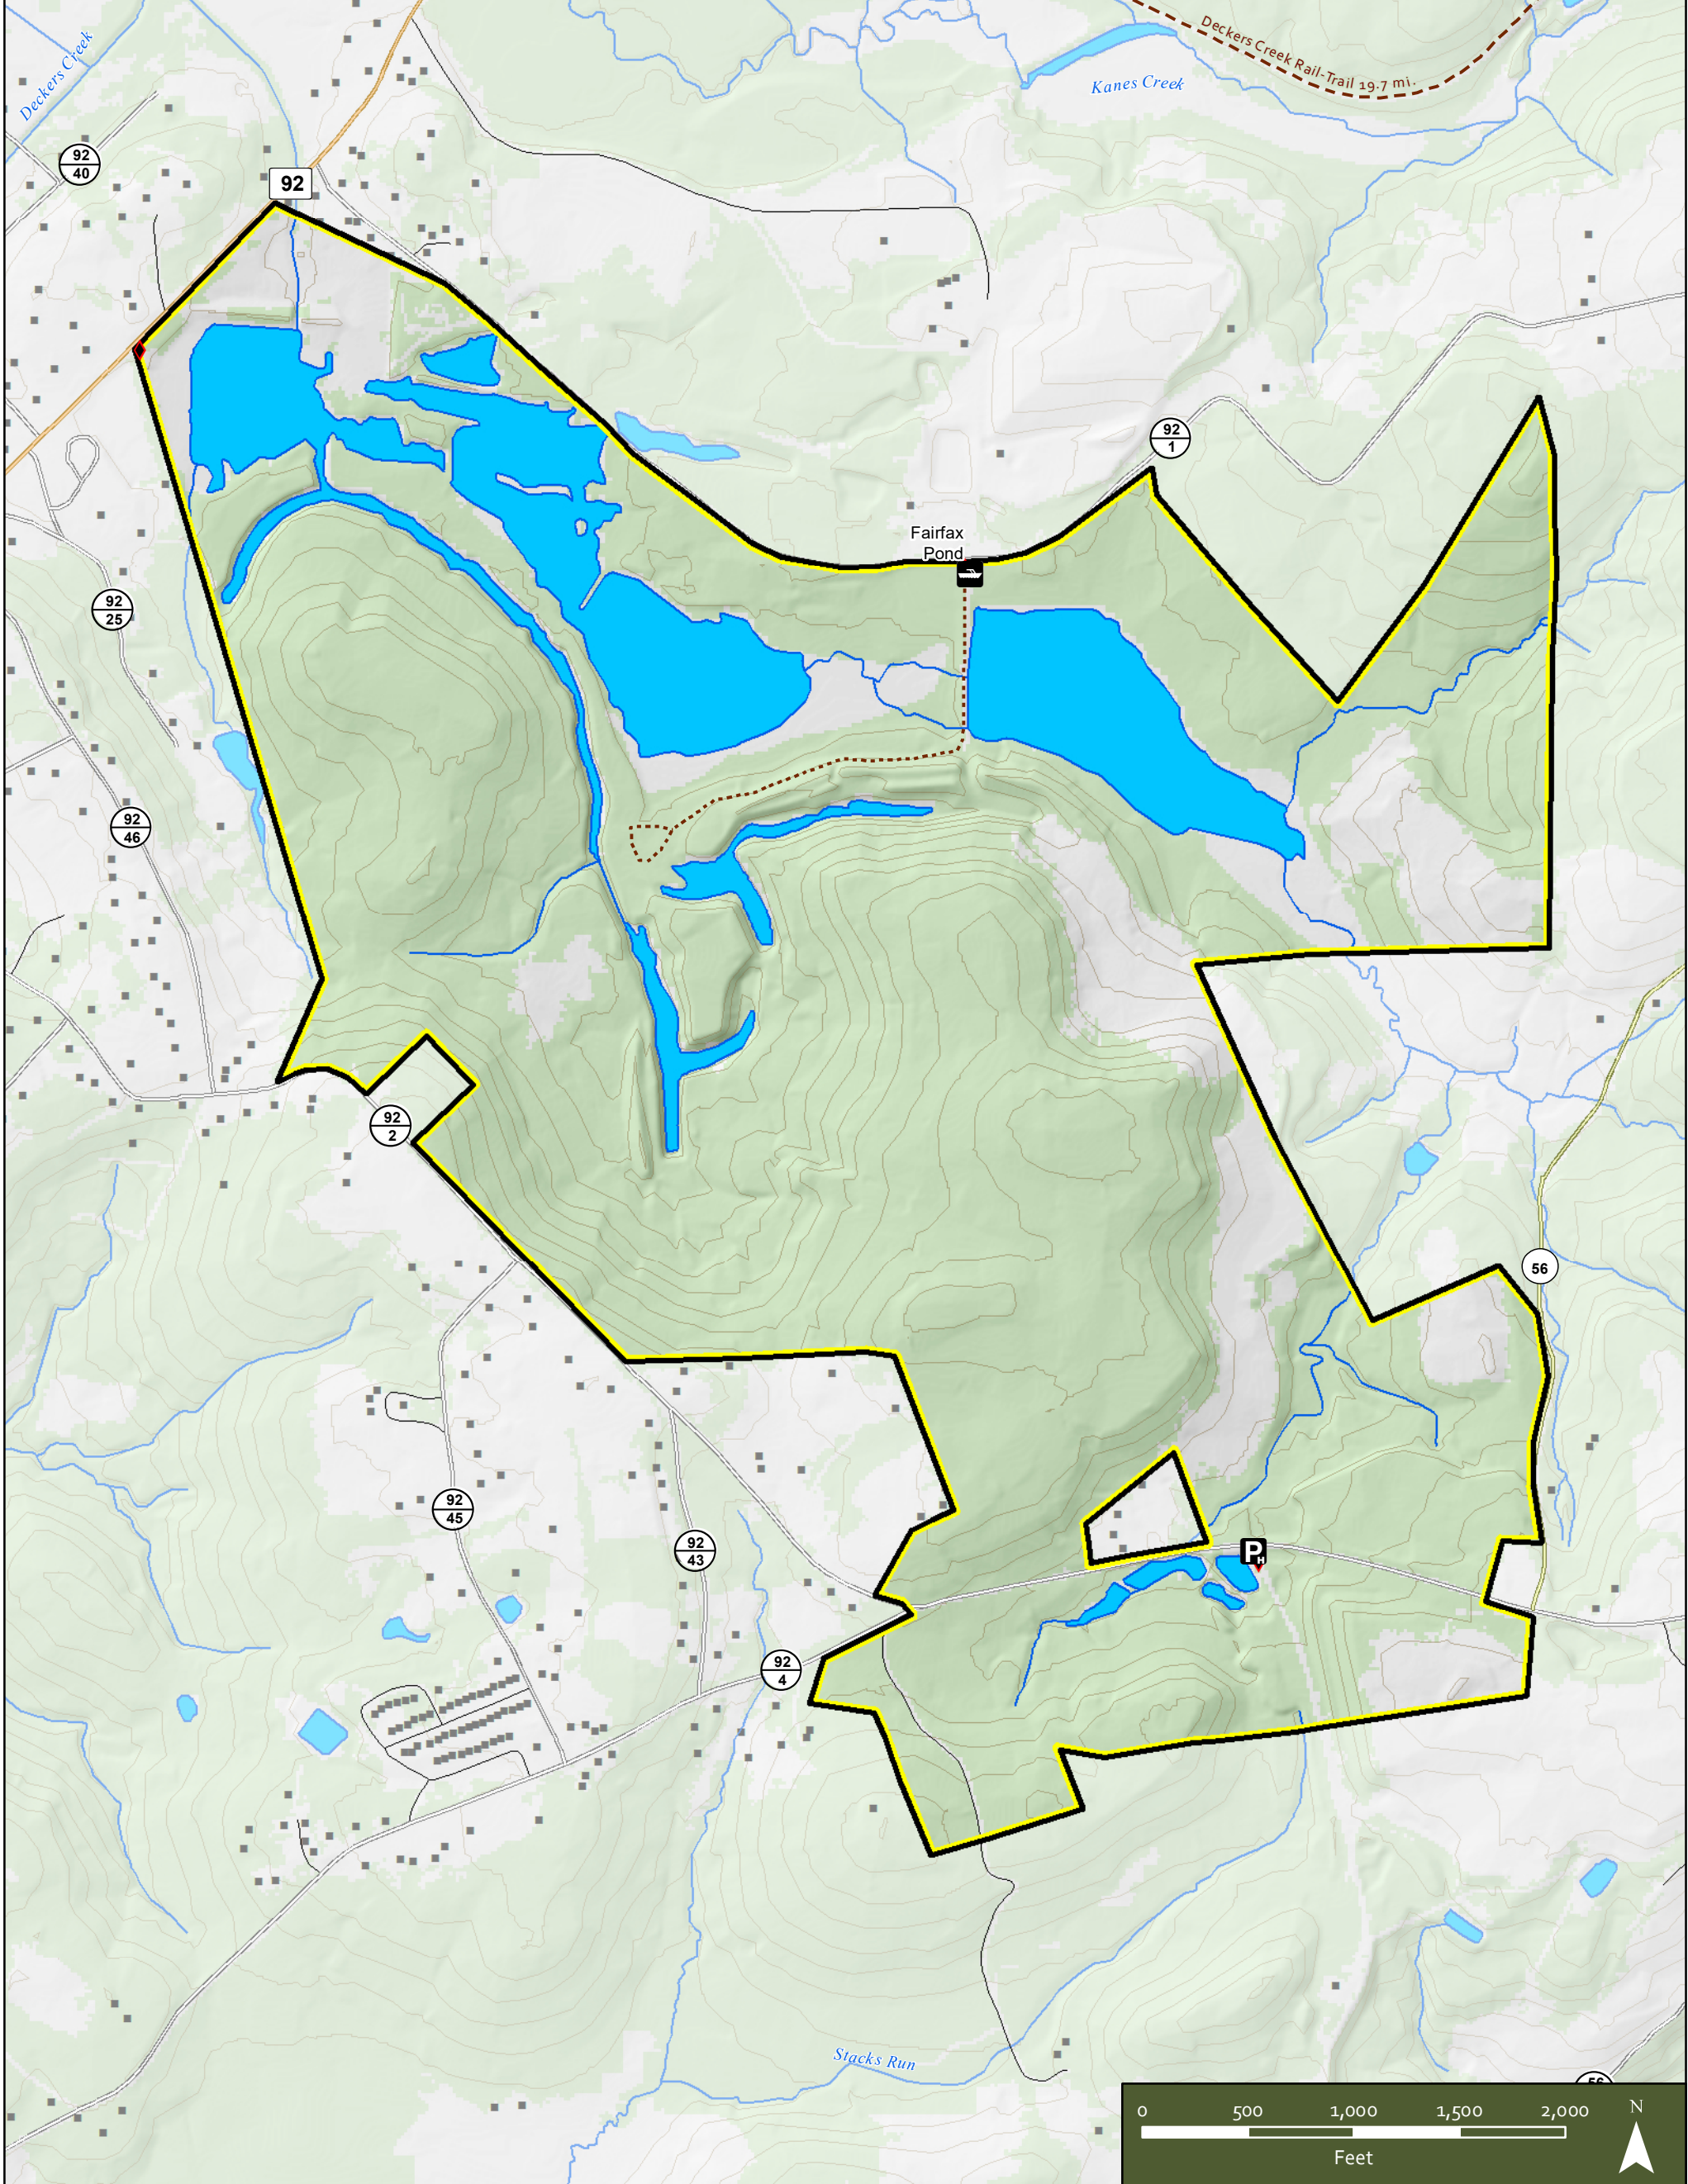 Deckers Creek Rail-Trail 19.7 mi.
Deckers Creek
Kanes Creek
92
40
92
92
1
Fairfax
Pond
92
25
92
46
92
2
56
92
45
92
43
P
H
92
4
Stacks Run
56
0 500 1,000 1,500 2,000
Feet
N